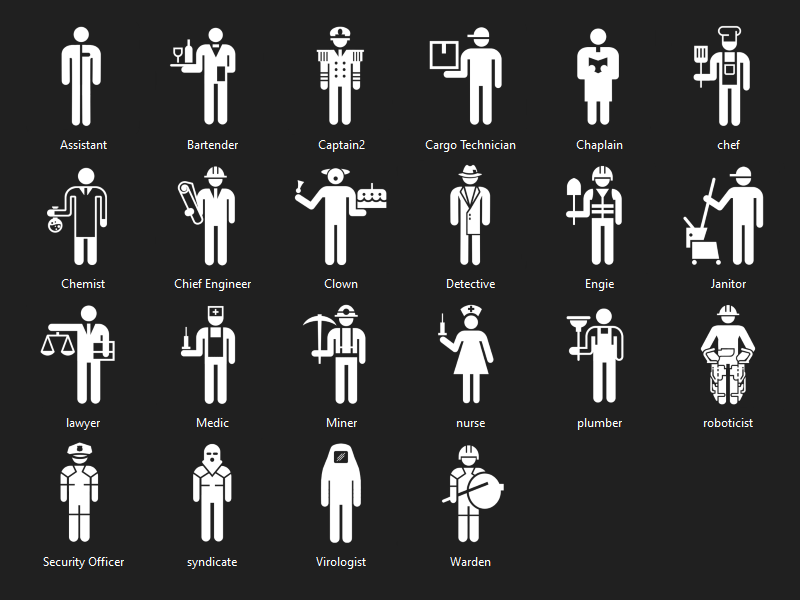 Assistant
Bartender
Captain2
Cargo Technician
Chaplain
chef
Chemist
Chief Engineer
Clown
Detective
Engie
Janitor
lawyer
Medic
Miner
nurse
plumber
roboticist
Security Officer
syndicate
Virologist
Warden